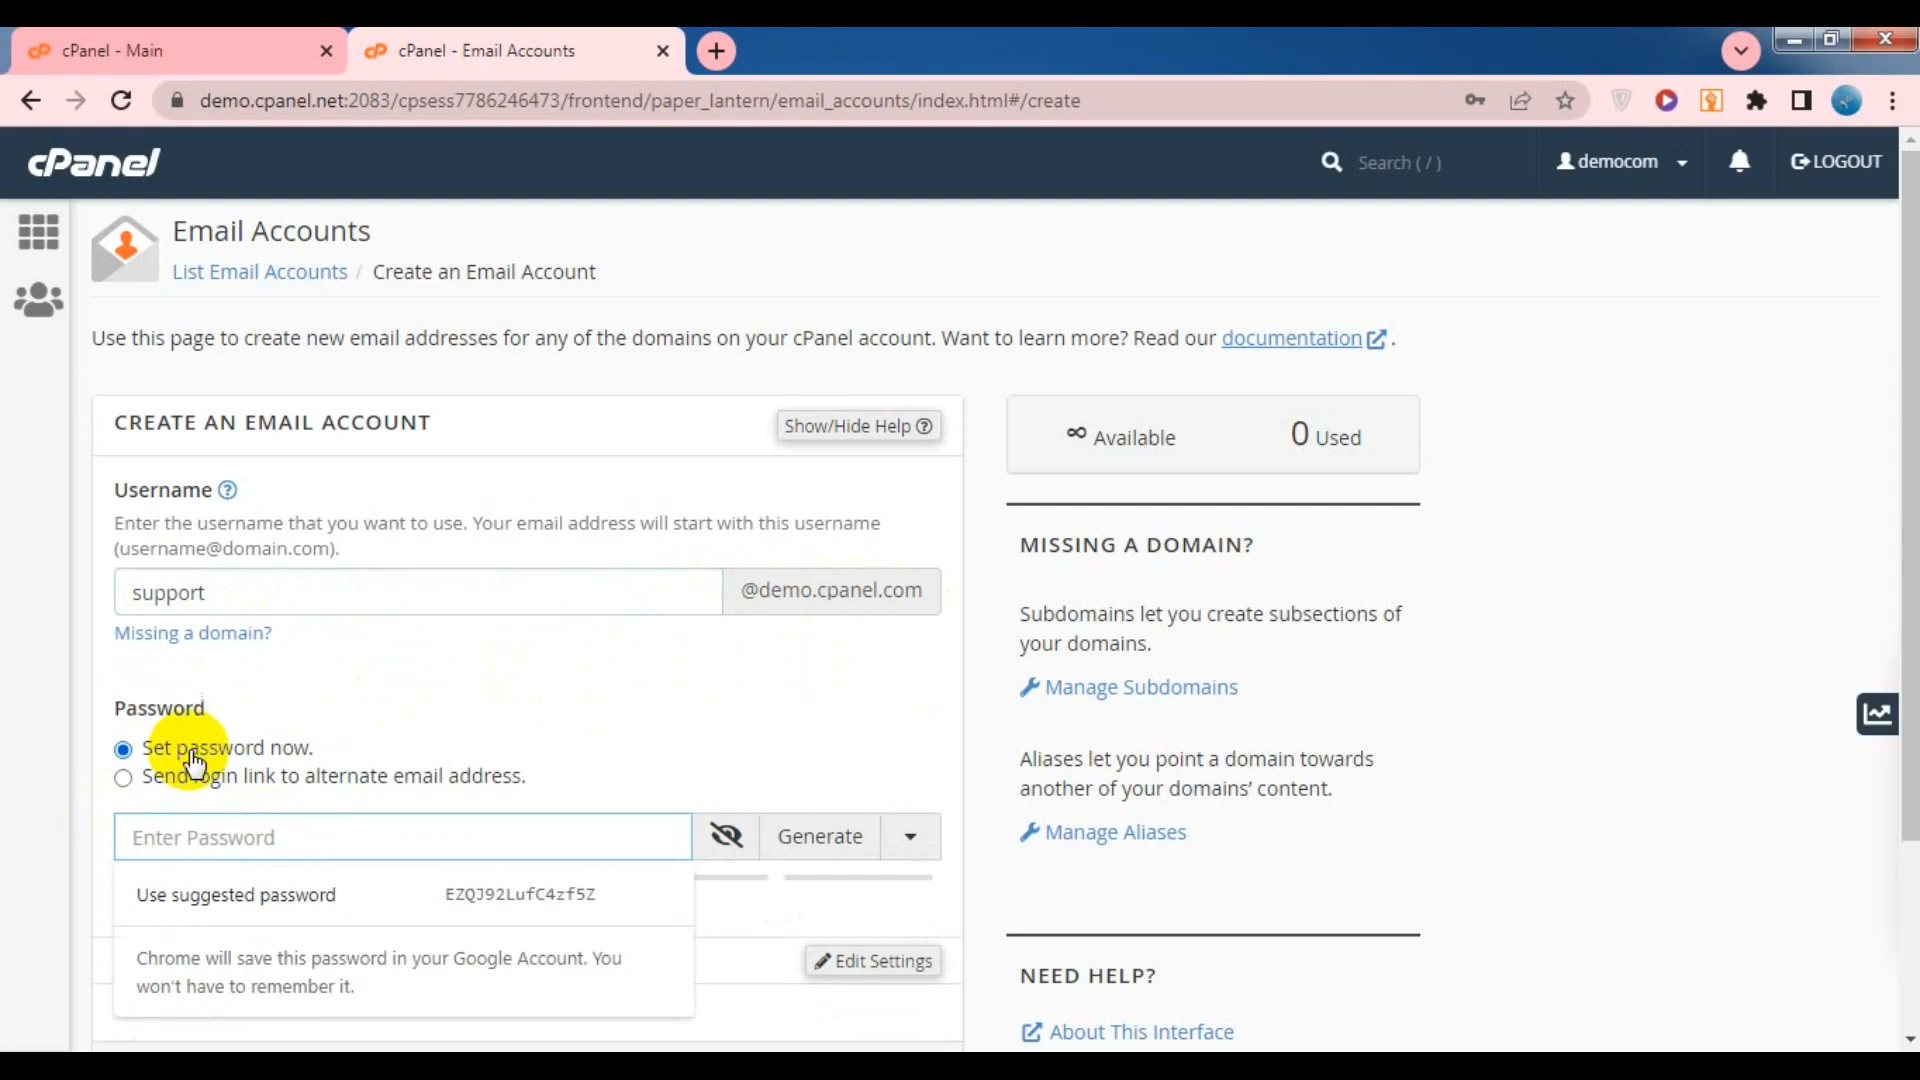 cPanel - Main
cPanel - Email Accounts
demo.cpanel.net:2083/cpsess7786246473/frontend/paper_lantern/email_accounts/index.html#/create
cPanel
Search ( / )
democom
LOGOUT
Email Accounts
List Email Accounts / Create an Email Account
Use this page to create new email addresses for any of the domains on your cPanel account. Want to learn more? Read our documentation .
CREATE AN EMAIL ACCOUNT
Show/Hide Help
Username
Enter the username that you want to use. Your email address will start with this username
(username@domain.com).
support
@demo.cpanel.com
Missing a domain?
Password
Set password now.
Send login link to alternate email address.
Enter Password
Generate
Use suggested password EZQJ92LufC4zf5Z
Chrome will save this password in your Google Account. You
won't have to remember it.
Edit Settings
∞ Available
0 Used
MISSING A DOMAIN?
Subdomains let you create subsections of
your domains.
Manage Subdomains
Aliases let you point a domain towards
another of your domains' content.
Manage Aliases
NEED HELP?
About This Interface